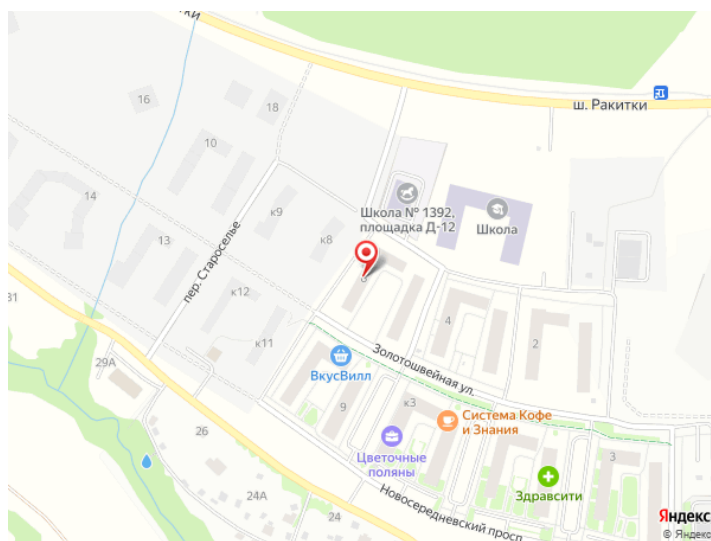 ки
ш. Ракитки
16
18
10
14
13
к9
к8
пер. Староселье
Школа № 1392,
площадка Д-12
Школа
к12
к11
4
2
31
29А
Золотошвейная ул.
ВкусВилл
9
к3
Система Кофе
и Знания
26
Цветочные
поляны
3
Здравсити
24А
24
Новосередневский просп.
Яндекс
© Яндекс